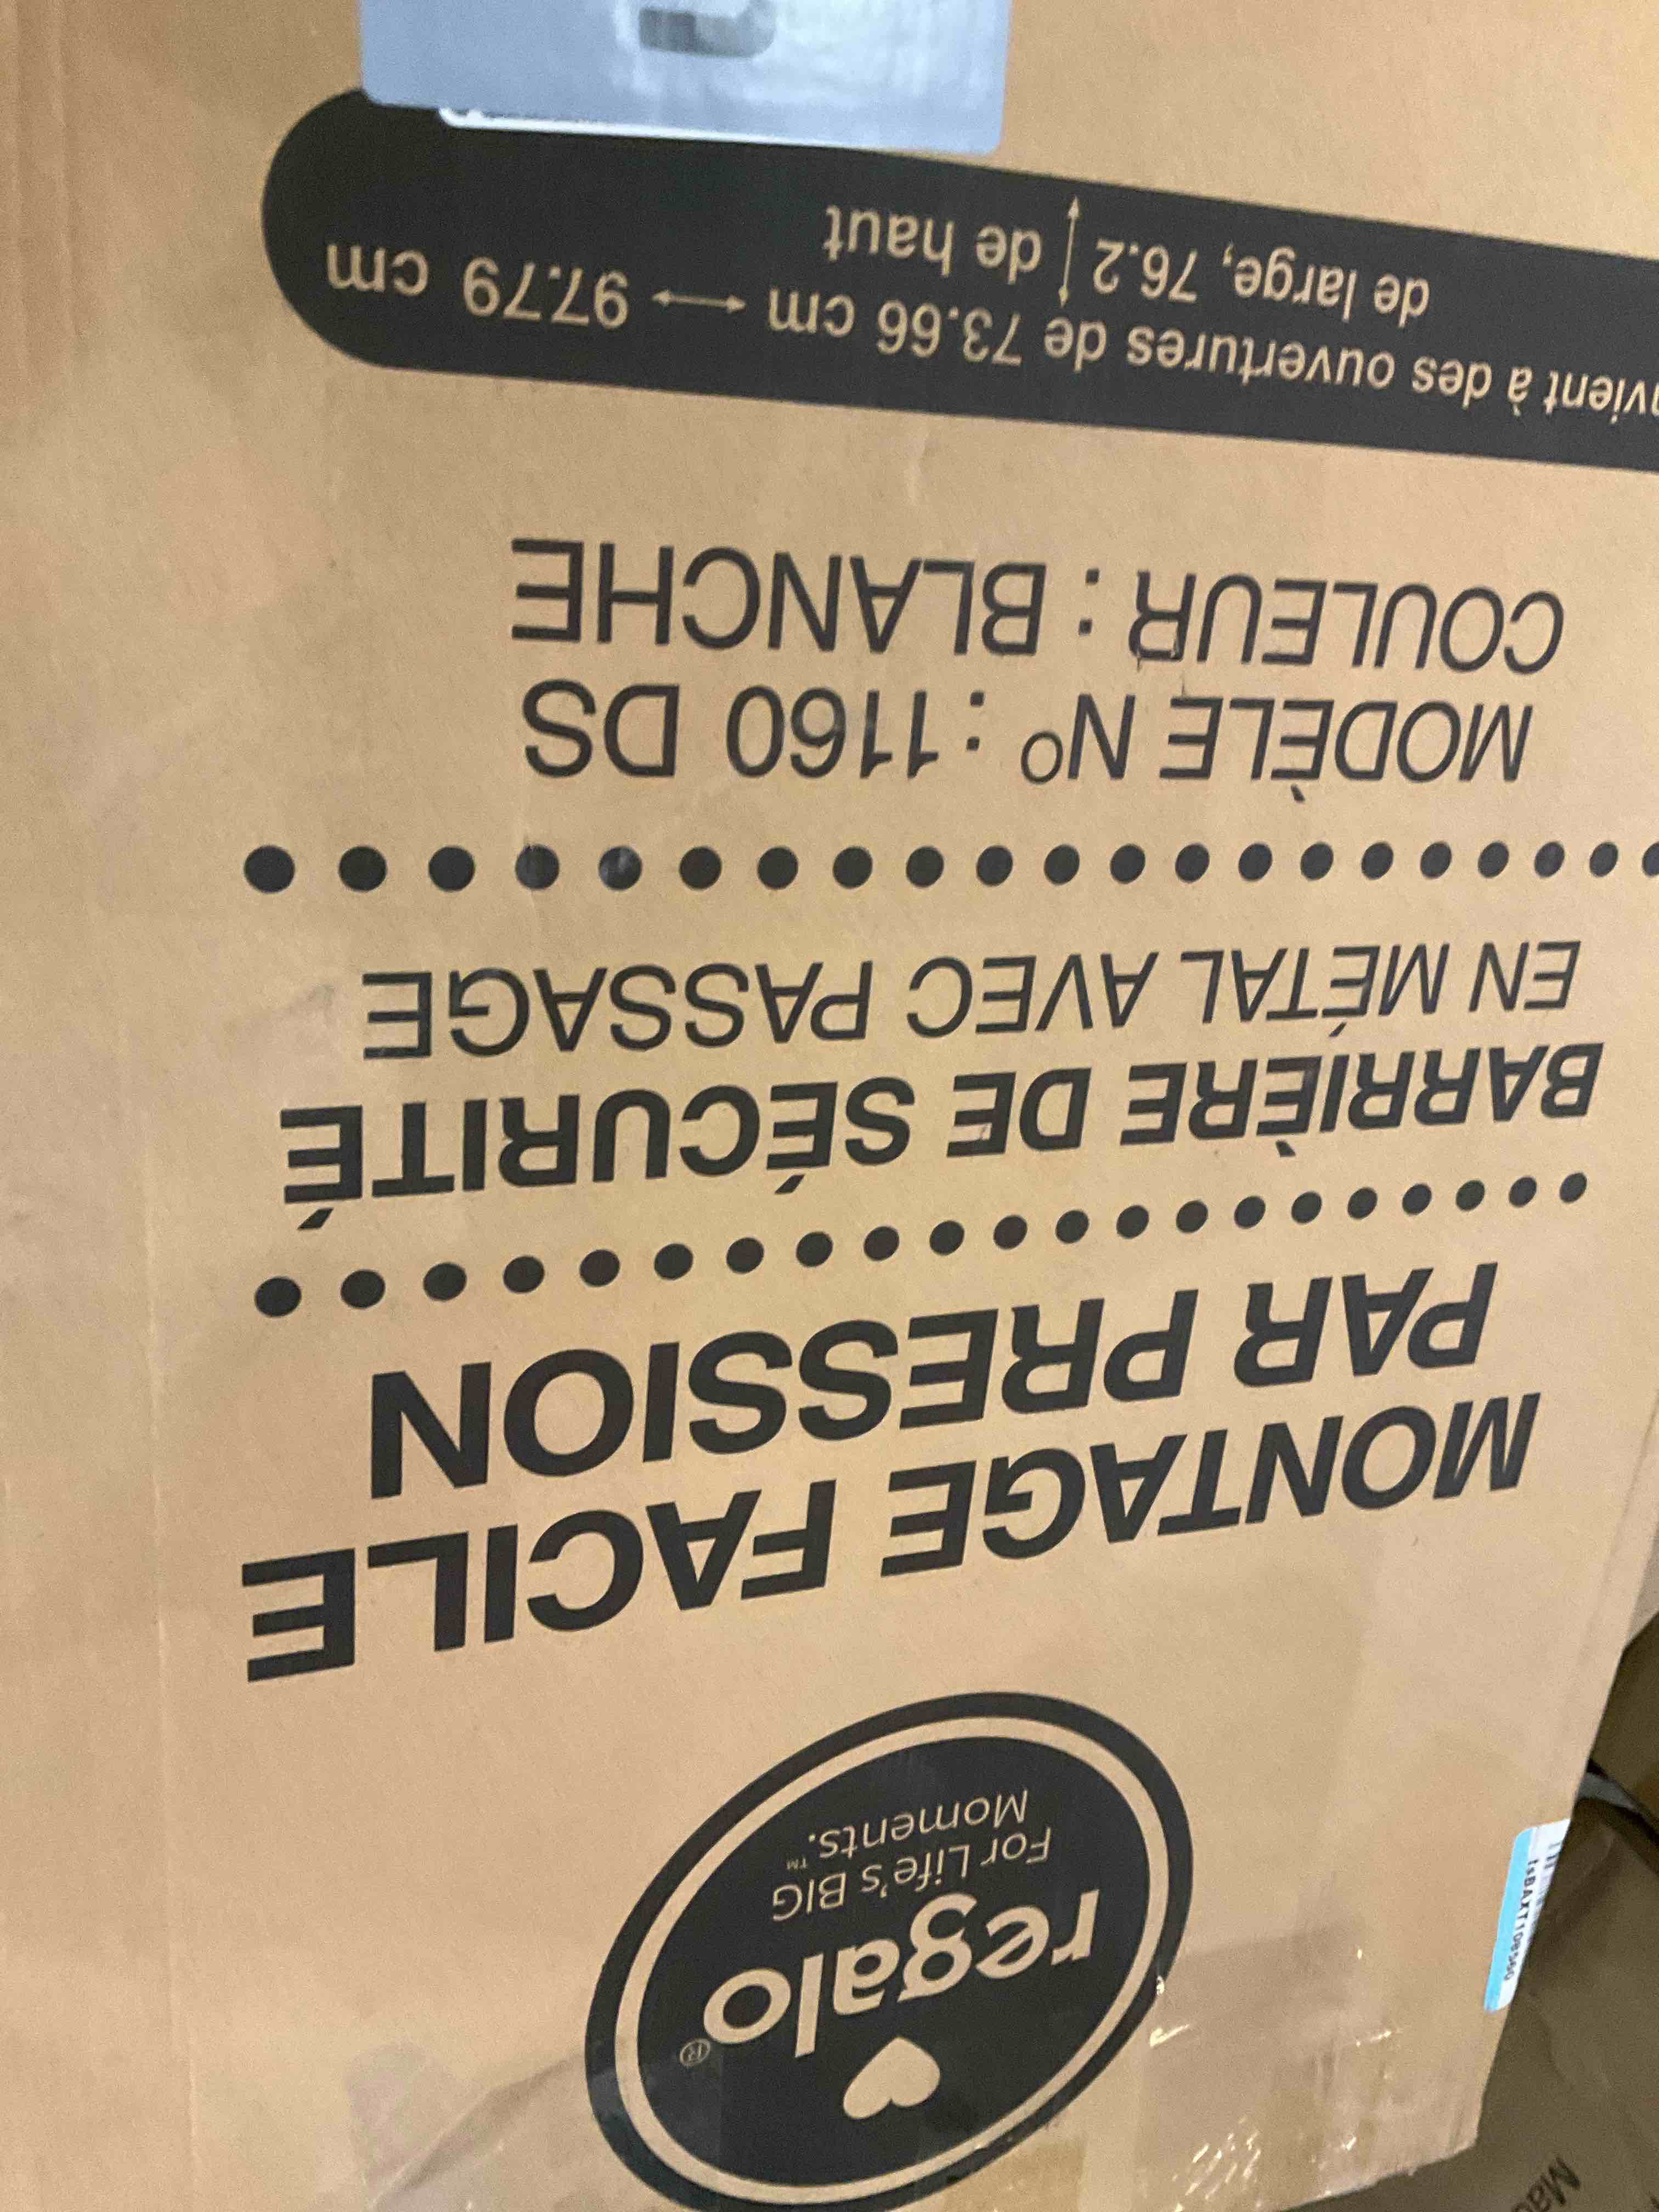 regalo®
For Life's BIG
Moments.™
MONTAGE FACILE
PAR PRESSION
BARRIÈRE DE SÉCURITÉ
EN MÉTAL AVEC PASSAGE
MODÈLE Nº : 1160 DS
COULEUR : BLANCHE
vient à des ouvertures de 73.66 cm ⟷ 97.79 cm
de large, 76.2 ↕ de haut